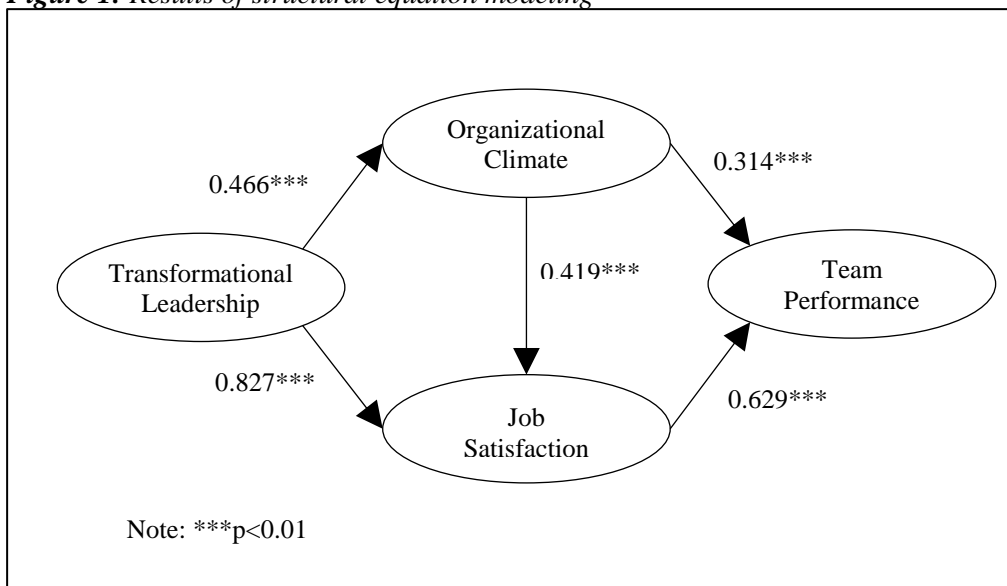 Figure 1: Results of structural equation modeling
Organizational
Climate
0.466***
0.314***
Transformational
Leadership
0.419***
Team
Performance
0.827***
0.629***
Job
Satisfaction
Note: ***p<0.01